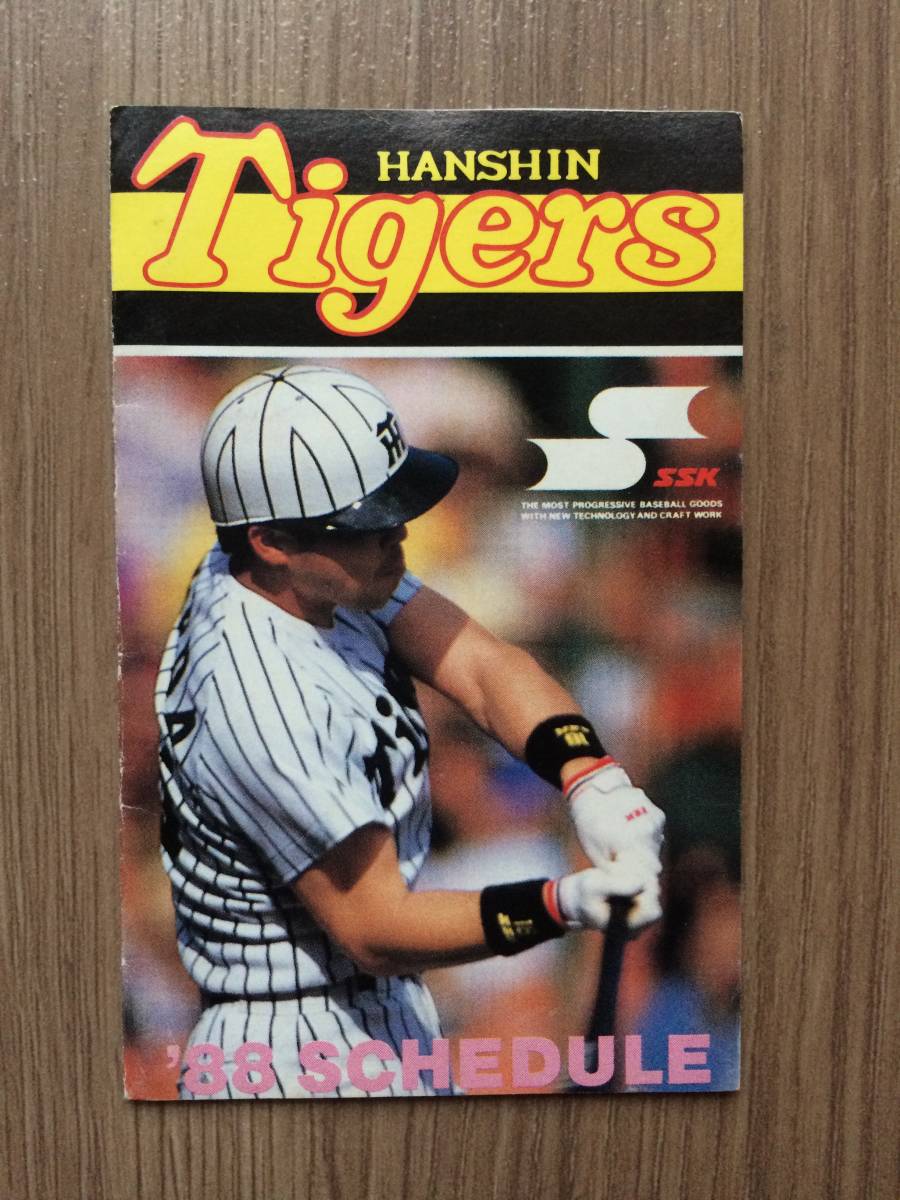 HANSHIN
Tigers
SSK
THE MOST PROGRESSIVE BASEBALL GOODS
WITH NEW TECHNOLOGY AND CRAFT WORK
'88 SCHEDULE